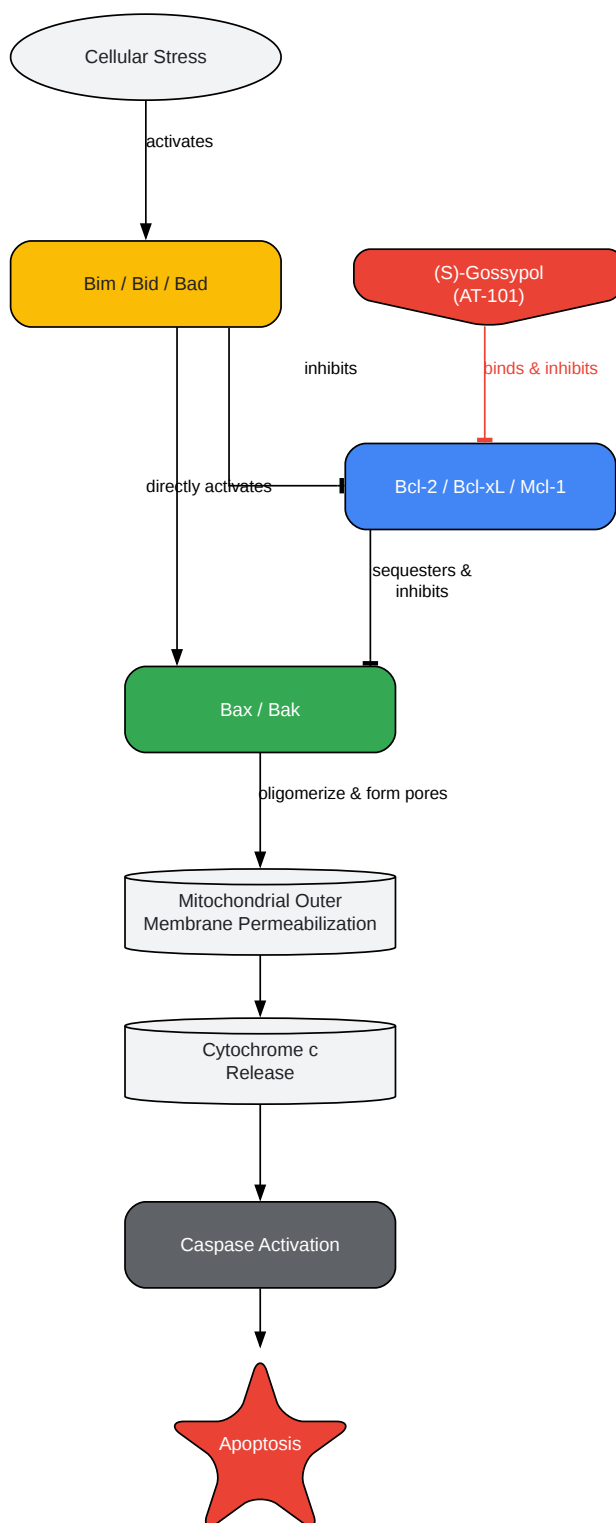 Cellular Stress
activates
Bim / Bid / Bad
(S)-Gossypol
(AT-101)
inhibits
binds & inhibits
directly activates
Bcl-2 / Bcl-xL / Mcl-1
sequesters &
inhibits
Bax / Bak
oligomerize & form pores
Mitochondrial Outer
Membrane Permeabilization
Cytochrome c
Release
Caspase Activation
Apoptosis